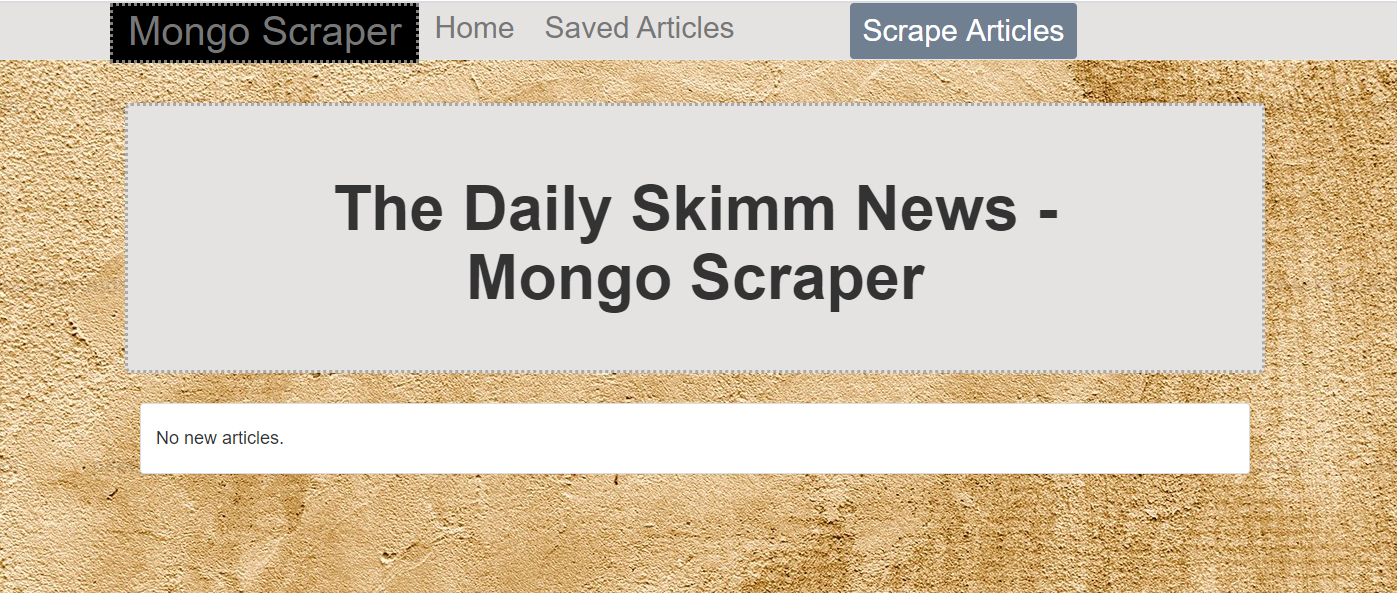 Mongo Scraper Home Saved Articles Scrape Articles
The Daily Skimm News -
Mongo Scraper
No new articles.